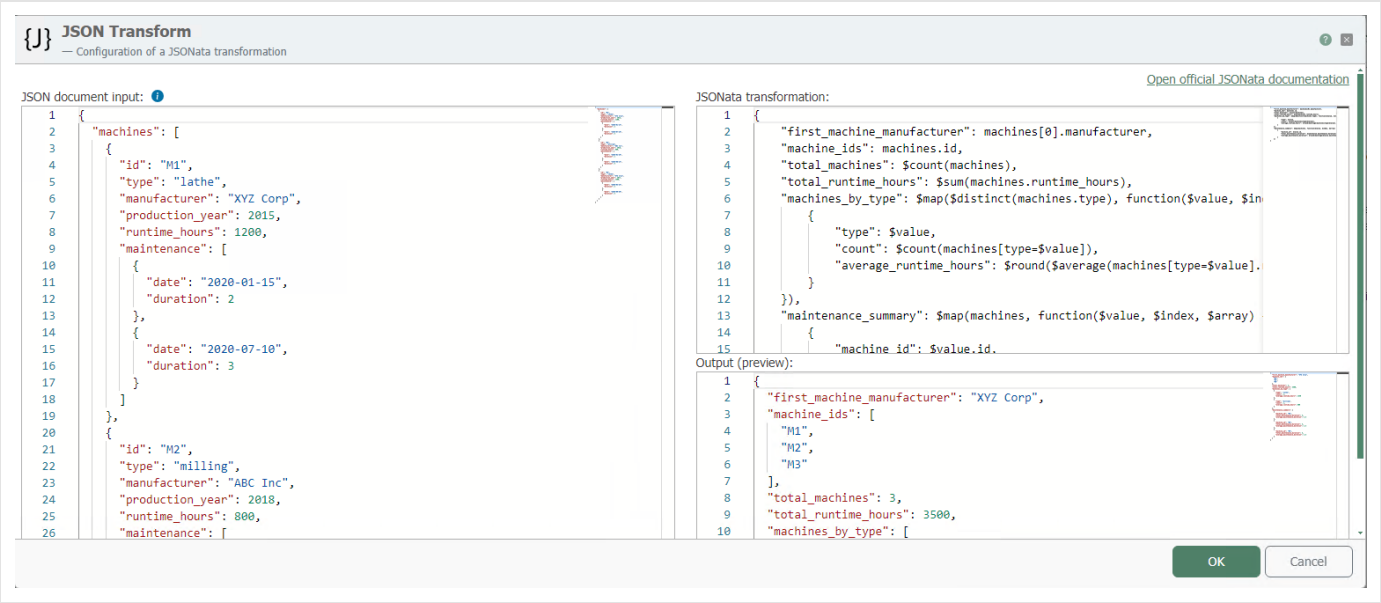 {J} JSON Transform
— Configuration of a JSONata transformation
Open official JSONata documentation
JSON document input:
1 {
2 "machines": [
3 {
4 "id": "M1",
5 "type": "lathe",
6 "manufacturer": "XYZ Corp",
7 "production_year": 2015,
8 "runtime_hours": 1200,
9 "maintenance": [
10 {
11 "date": "2020-01-15",
12 "duration": 2
13 },
14 {
15 "date": "2020-07-10",
16 "duration": 3
17 }
18 ]
19 },
20 {
21 "id": "M2",
22 "type": "milling",
23 "manufacturer": "ABC Inc",
24 "production_year": 2018,
25 "runtime_hours": 800,
26 "maintenance": [
JSONata transformation:
1 {
2 "first_machine_manufacturer": machines[0].manufacturer,
3 "machine_ids": machines.id,
4 "total_machines": $count(machines),
5 "total_runtime_hours": $sum(machines.runtime_hours),
6 "machines_by_type": $map($distinct(machines.type), function($value, $in
7 {
8 "type": $value,
9 "count": $count(machines[type=$value]),
10 "average_runtime_hours": $round($average(machines[type=$value].
11 }
12 }),
13 "maintenance_summary": $map(machines, function($value, $index, $array)
14 {
15 "machine_id": $value.id,
Output (preview):
1 {
2 "first_machine_manufacturer": "XYZ Corp",
3 "machine_ids": [
4 "M1",
5 "M2",
6 "M3"
7 ],
8 "total_machines": 3,
9 "total_runtime_hours": 3500,
10 "machines_by_type": [
OK
Cancel